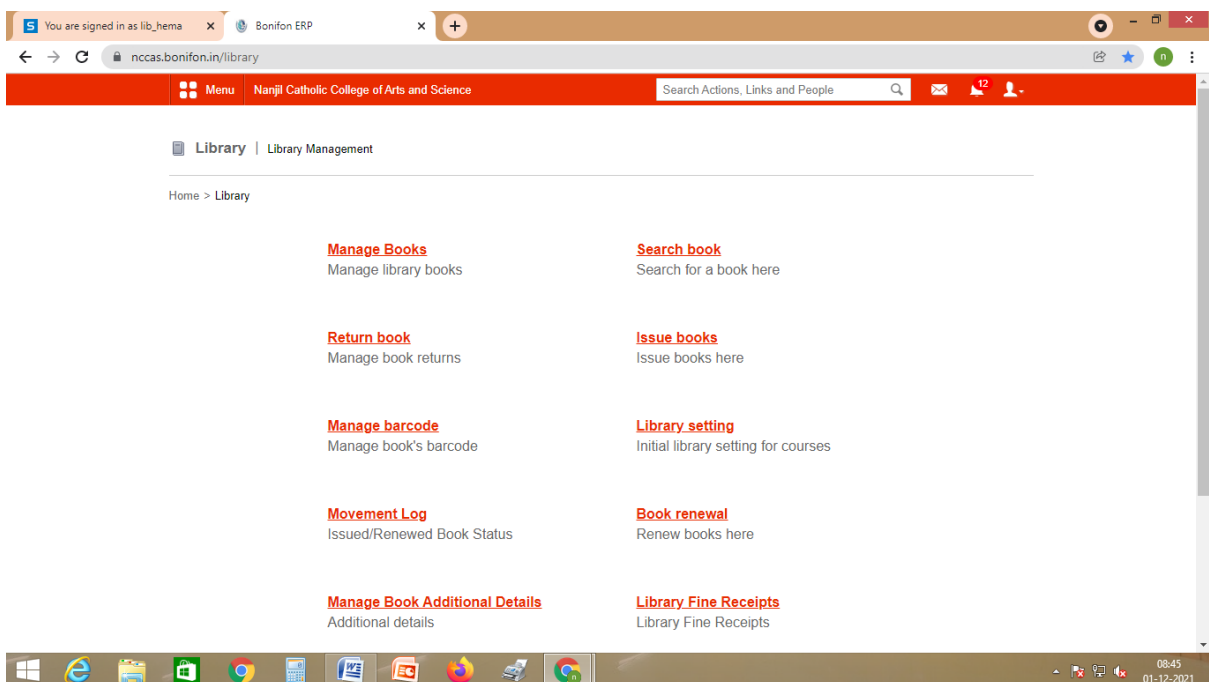 You are signed in as lib_hema
Bonifon ERP
nccas.bonifon.in/library
Menu Nanjil Catholic College of Arts and Science Search Actions, Links and People 12
Library | Library Management
Home > Library
Manage Books
Manage library books
Search book
Search for a book here
Return book
Manage book returns
Issue books
Issue books here
Manage barcode
Manage book's barcode
Library setting
Initial library setting for courses
Movement Log
Issued/Renewed Book Status
Book renewal
Renew books here
Manage Book Additional Details
Additional details
Library Fine Receipts
Library Fine Receipts
08:45
01-12-2021